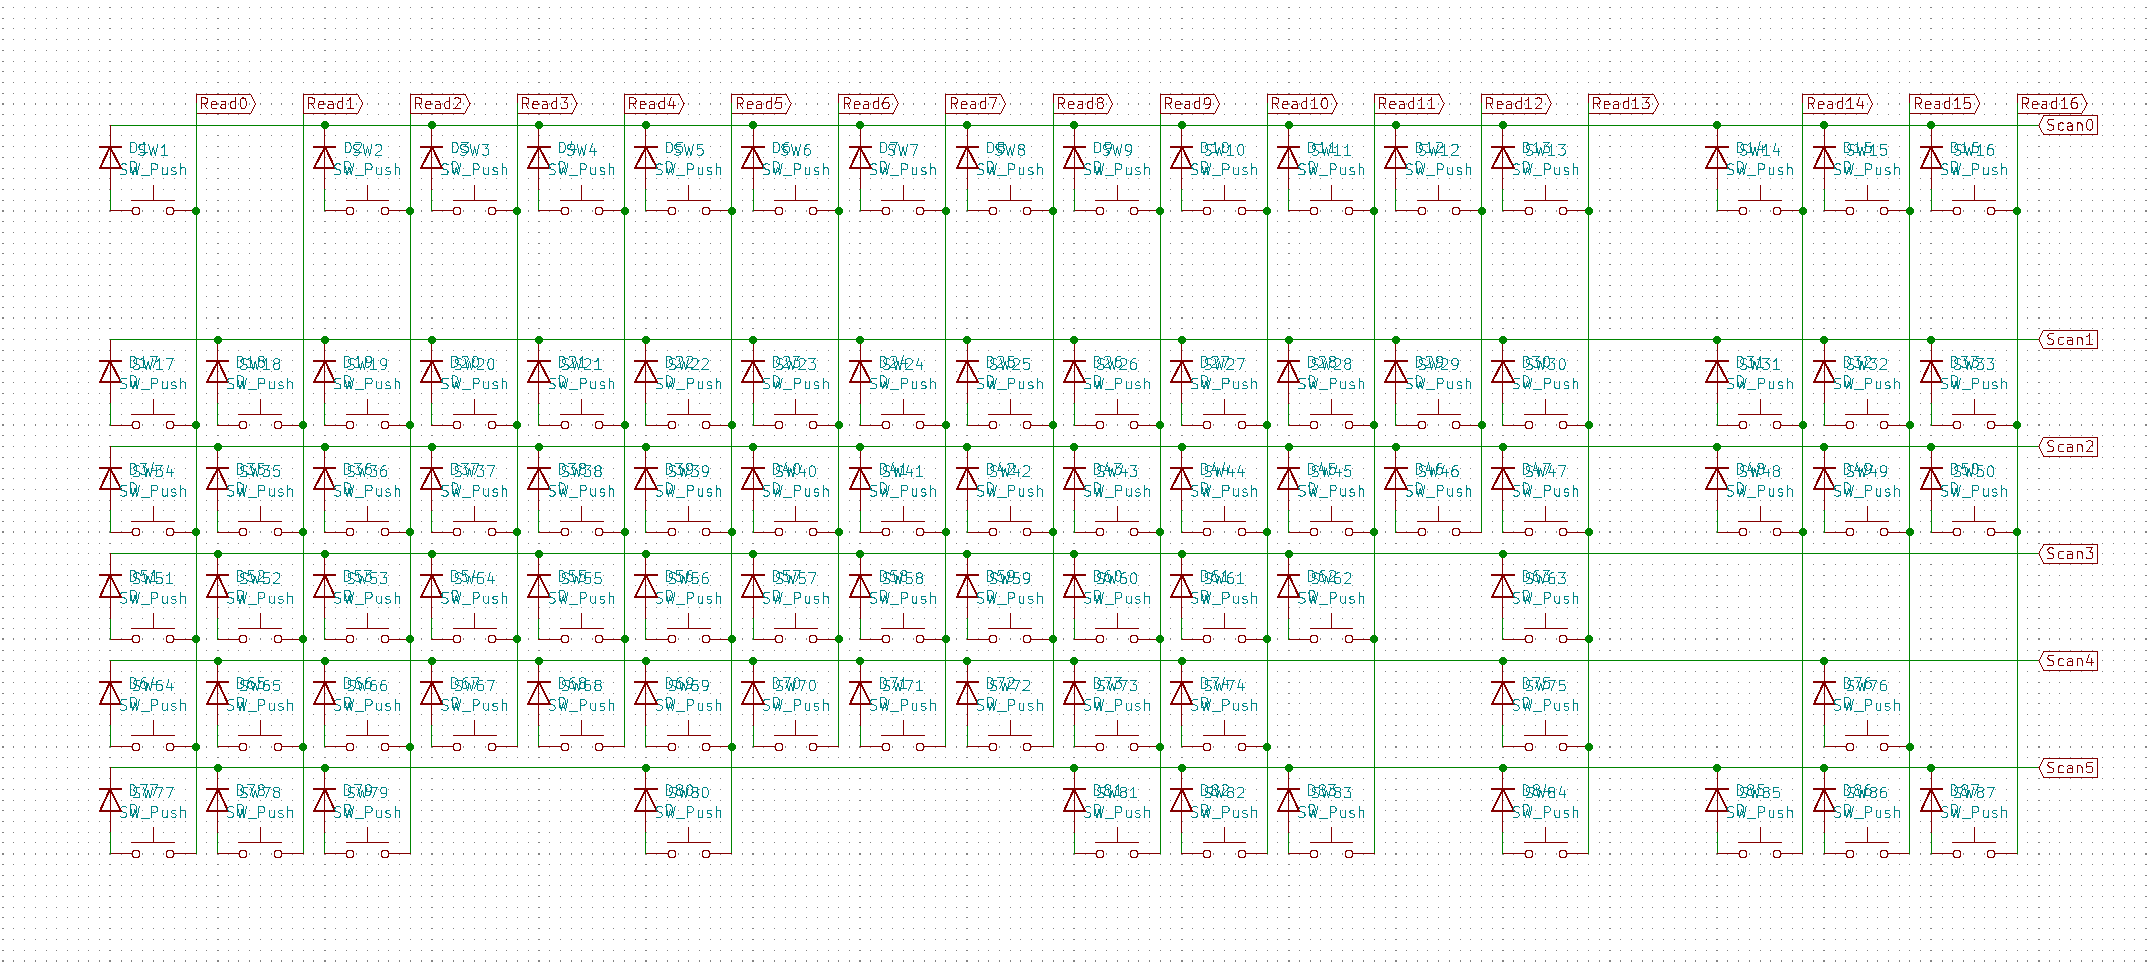 Read0 Read1 Read2 Read3 Read4 Read5 Read6 Read7 Read8 Read9 Read10 Read11 Read12 Read13 Read14 Read15 Read16
Scan0
D1 SW1 D2 SW2 D3 SW3 D4 SW4 D5 SW5 D6 SW6 D7 SW7 D8 SW8 D9 SW9 D10 SW10 D11 SW11 D12 SW12 D13 SW13 D14 SW14 D15 SW15 D16 SW16
D SW_Push D SW_Push D SW_Push D SW_Push D SW_Push D SW_Push D SW_Push D SW_Push D SW_Push D SW_Push D SW_Push D SW_Push D SW_Push D SW_Push D SW_Push D SW_Push
Scan1
D17 SW17 D18 SW18 D19 SW19 D20 SW20 D21 SW21 D22 SW22 D23 SW23 D24 SW24 D25 SW25 D26 SW26 D27 SW27 D28 SW28 D29 SW29 D30 SW30 D31 SW31 D32 SW32 D33 SW33
D SW_Push D SW_Push D SW_Push D SW_Push D SW_Push D SW_Push D SW_Push D SW_Push D SW_Push D SW_Push D SW_Push D SW_Push D SW_Push D SW_Push D SW_Push D SW_Push D SW_Push
Scan2
D34 SW34 D35 SW35 D36 SW36 D37 SW37 D38 SW38 D39 SW39 D40 SW40 D41 SW41 D42 SW42 D43 SW43 D44 SW44 D45 SW45 D46 SW46 D47 SW47 D48 SW48 D49 SW49 D50 SW50
D SW_Push D SW_Push D SW_Push D SW_Push D SW_Push D SW_Push D SW_Push D SW_Push D SW_Push D SW_Push D SW_Push D SW_Push D SW_Push D SW_Push D SW_Push D SW_Push D SW_Push
Scan3
D51 SW51 D52 SW52 D53 SW53 D54 SW54 D55 SW55 D56 SW56 D57 SW57 D58 SW58 D59 SW59 D60 SW60 D61 SW61 D62 SW62 D63 SW63
D SW_Push D SW_Push D SW_Push D SW_Push D SW_Push D SW_Push D SW_Push D SW_Push D SW_Push D SW_Push D SW_Push D SW_Push D SW_Push
Scan4
D64 SW64 D65 SW65 D66 SW66 D67 SW67 D68 SW68 D69 SW69 D70 SW70 D71 SW71 D72 SW72 D73 SW73 D74 SW74 D75 SW75 D76 SW76
D SW_Push D SW_Push D SW_Push D SW_Push D SW_Push D SW_Push D SW_Push D SW_Push D SW_Push D SW_Push D SW_Push D SW_Push D SW_Push
Scan5
D77 SW77 D78 SW78 D79 SW79 D80 SW80 D81 SW81 D82 SW82 D83 SW83 D84 SW84 D85 SW85 D86 SW86 D87 SW87
D SW_Push D SW_Push D SW_Push D SW_Push D SW_Push D SW_Push D SW_Push D SW_Push D SW_Push D SW_Push D SW_Push